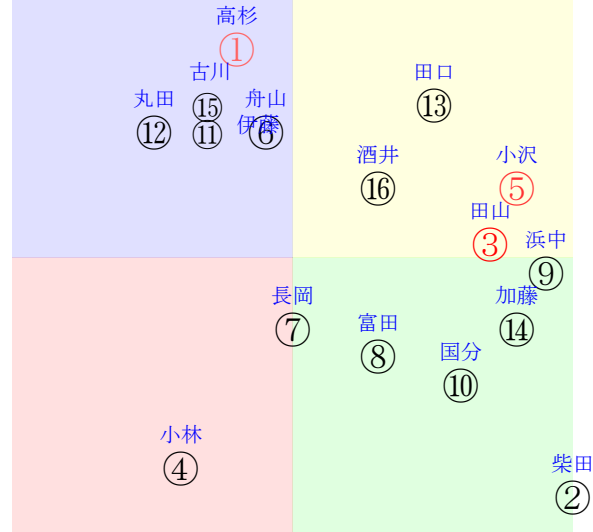 高杉
①
古川
田口
丸田
舟山
⑮
⑬
伊藤
⑫
⑪
⑥
酒井
小沢
⑯
⑤
田山
③
浜中
⑨
長岡
加藤
⑦
富田
⑭
⑧
国分
⑩
小林
④
柴田
②